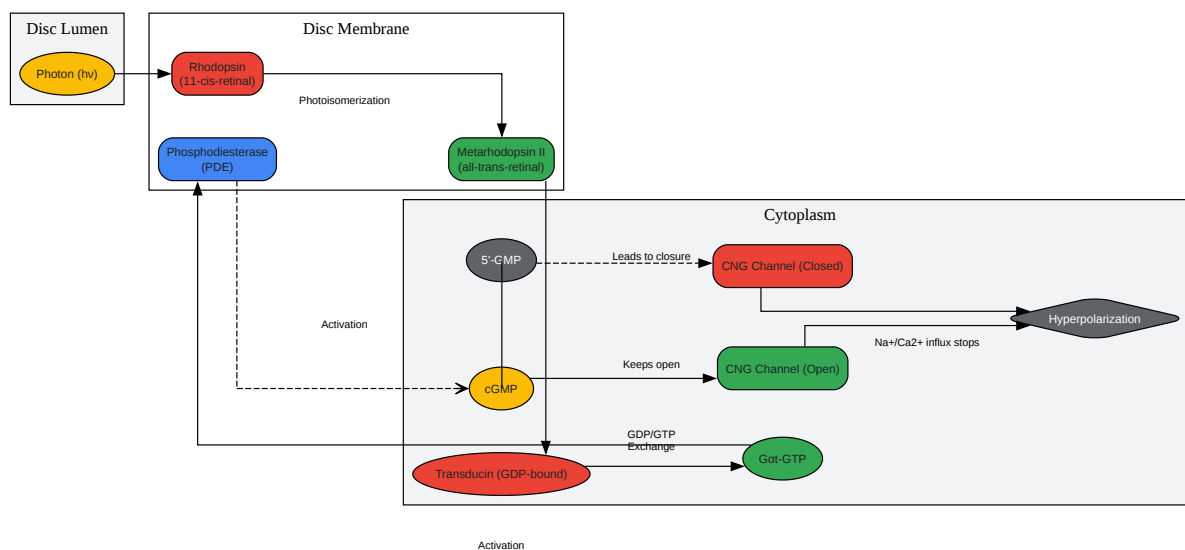 Disc Lumen
Disc Membrane
Photon (hν)
Rhodopsin
(11-cis-retinal)
Photoisomerization
Phosphodiesterase
(PDE)
Metarhodopsin II
(all-trans-retinal)
Cytoplasm
5'-GMP
Leads to closure
CNG Channel (Closed)
Hyperpolarization
Activation
Na+/Ca2+ influx stops
Keeps open
CNG Channel (Open)
cGMP
GDP/GTP
Exchange
Gαt-GTP
Transducin (GDP-bound)
Activation